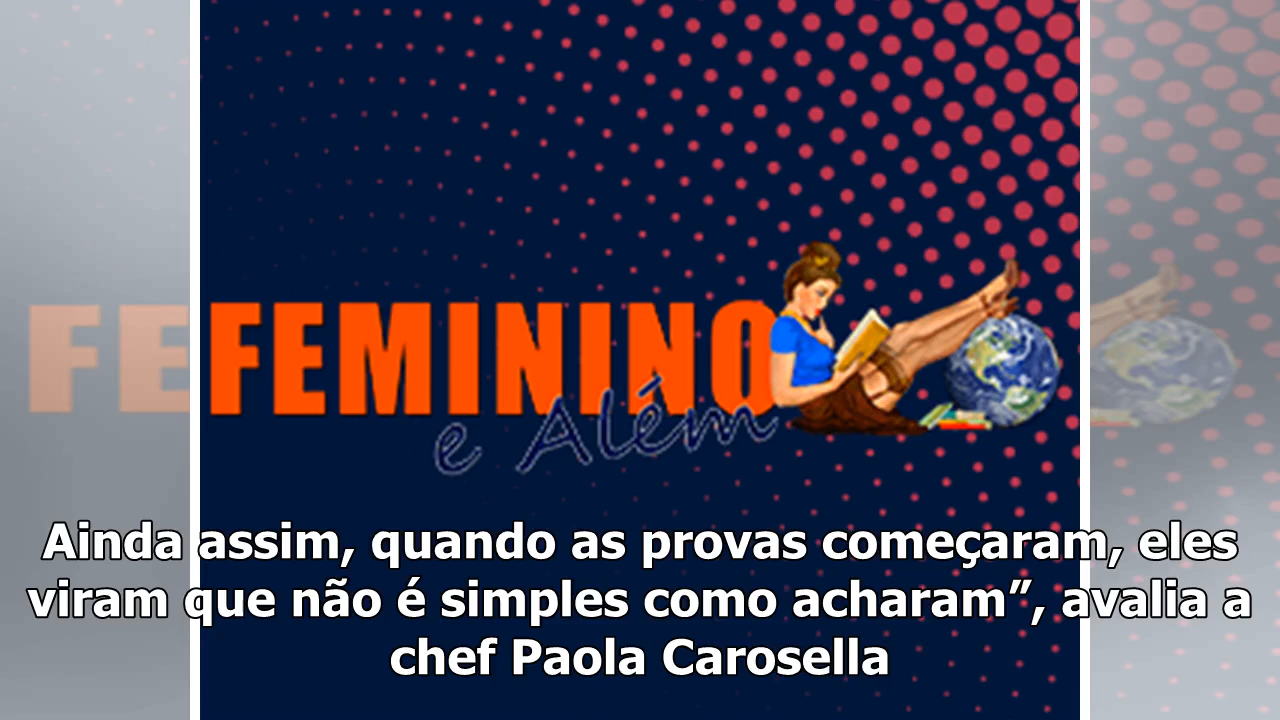 FEMININO
e Além
FE
Ainda assim, quando as provas começaram, eles
viram que não é simples como acharam”, avalia a
chef Paola Carosella